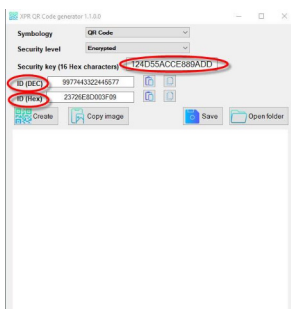 XPR QR Code generator 1.1.0.0
Symbology QR Code
Security level Encrypted
Security key (16 Hex characters) 124D55ACCE889ADD
ID (DEC) 9977443322445577
ID (Hex) 23726E8D003F09
Create Copy image Save Open folder